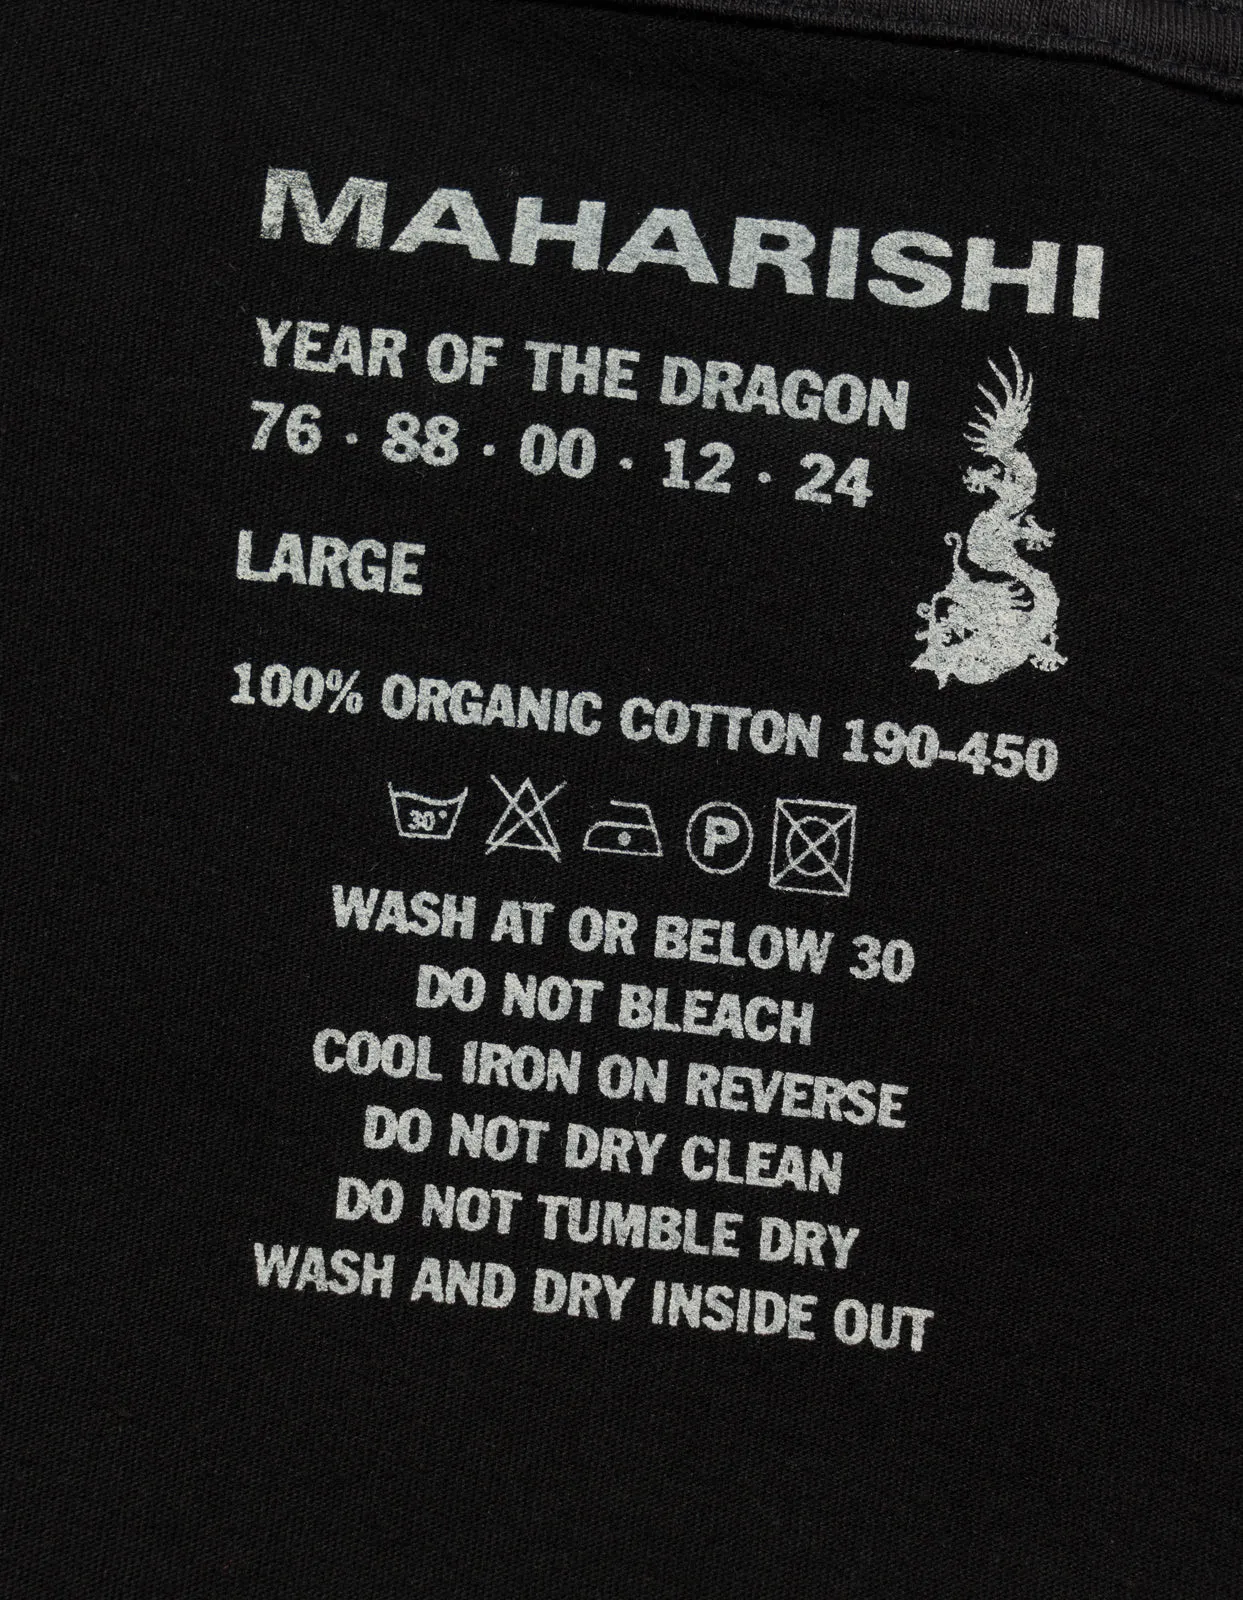 MAHARISHI
YEAR OF THE DRAGON
76 · 88 · 00 · 12 · 24
LARGE
100% ORGANIC COTTON 190-450
30°
P
WASH AT OR BELOW 30
DO NOT BLEACH
COOL IRON ON REVERSE
DO NOT DRY CLEAN
DO NOT TUMBLE DRY
WASH AND DRY INSIDE OUT